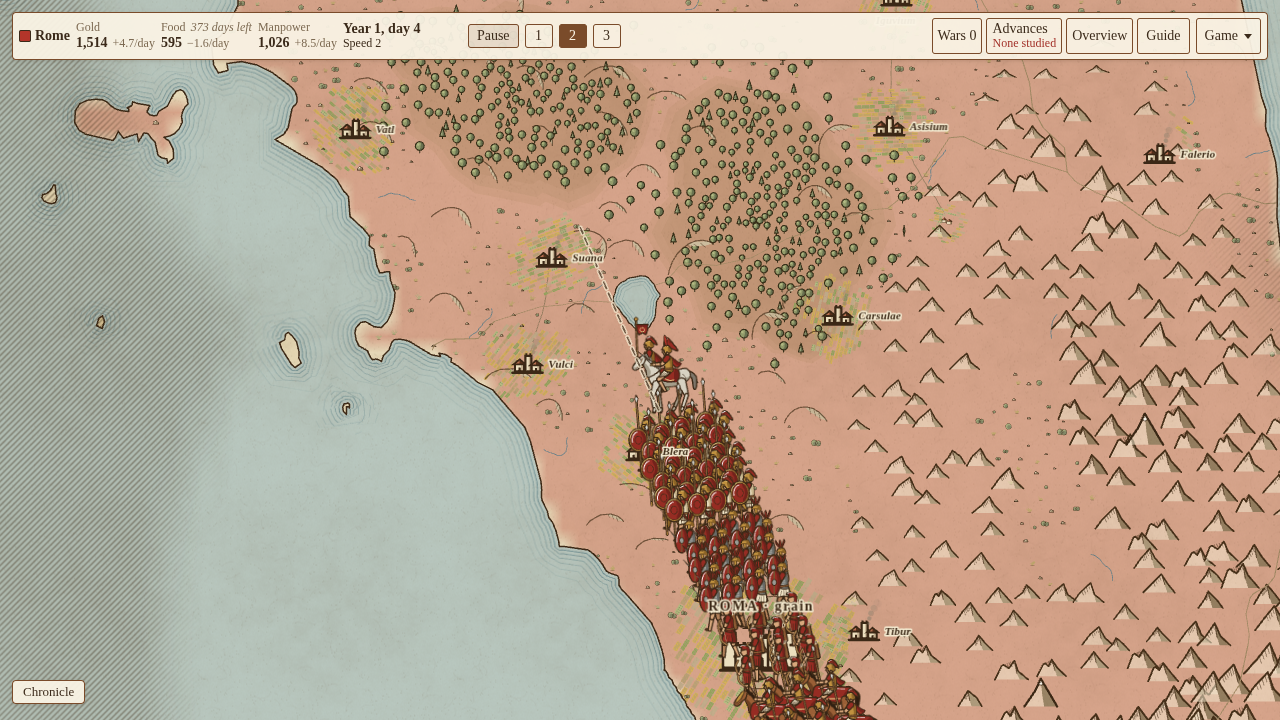 Rome
Gold
1,514 +4.7/day
Food 373 days left
595 −1.6/day
Manpower
1,026 +8.5/day
Year 1, day 4
Speed 2
Pause
1
2
3
Wars 0
Advances
None studied
Overview
Guide
Game
Vatl
Asisium
Falerio
Suana
Carsulae
Vulci
Blera
ROMA · grain
Tibur
Chronicle